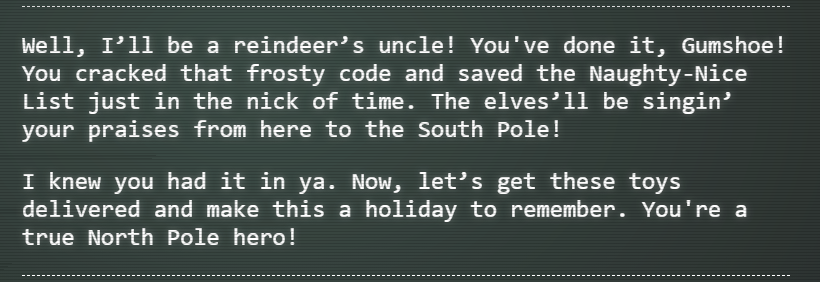 Well, I’ll be a reindeer’s uncle! You've done it, Gumshoe!
You cracked that frosty code and saved the Naughty-Nice
List just in the nick of time. The elves’ll be singin’
your praises from here to the South Pole!
I knew you had it in ya. Now, let’s get these toys
delivered and make this a holiday to remember. You're a
true North Pole hero!